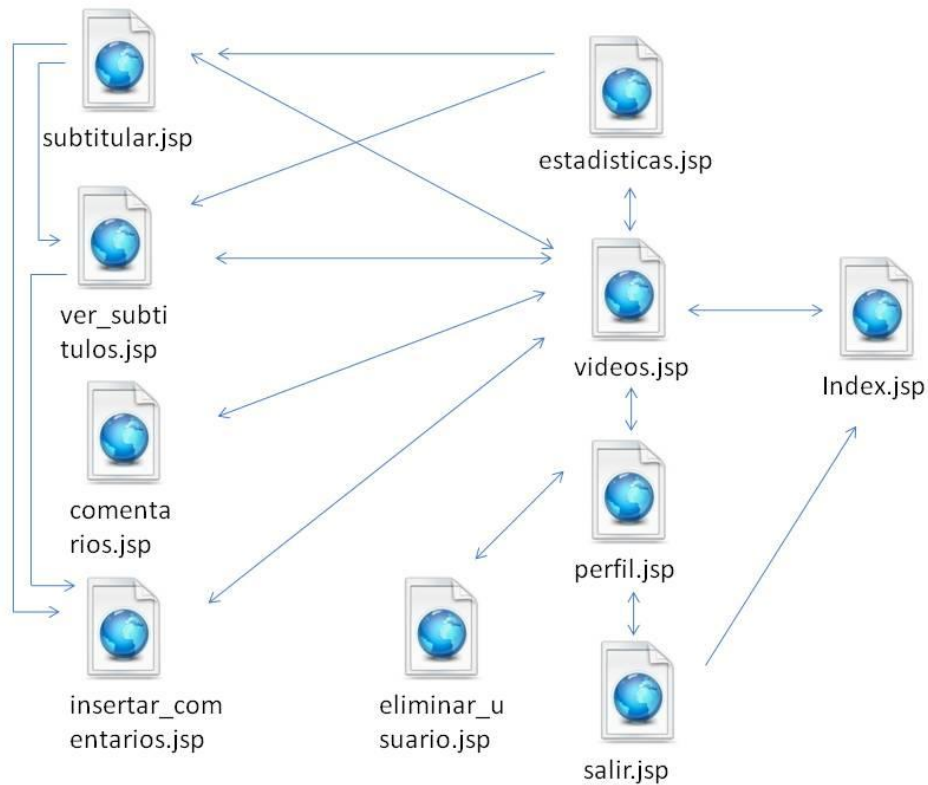 subtitular.jsp
estadisticas.jsp
ver_subti
tulos.jsp
videos.jsp
Index.jsp
comenta
rios.jsp
perfil.jsp
insertar_com
entarios.jsp
eliminar_u
suario.jsp
salir.jsp